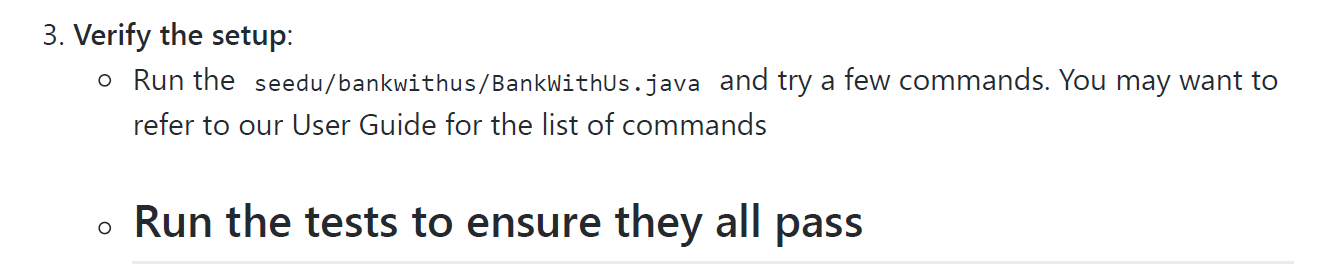 3. Verify the setup:
○ Run the seedu/bankwithus/BankWithUs.java and try a few commands. You may want to
refer to our User Guide for the list of commands
○ Run the tests to ensure they all pass